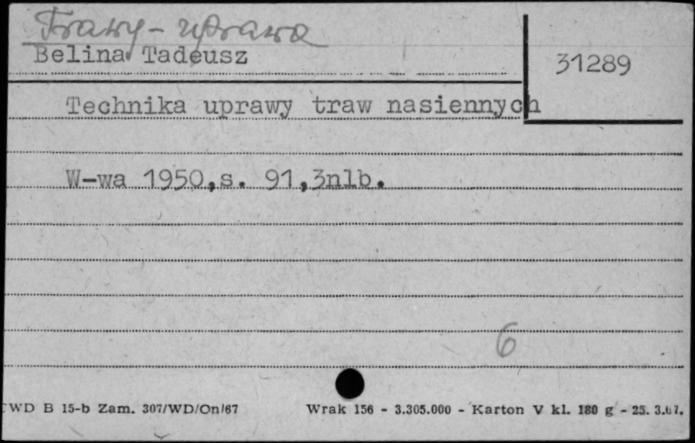 Trawy - uprawa
Belina Tadeusz
31289
Technika uprawy traw nasiennych
W-wa 1950,s. 91,3nlb.
6
WD B 15-b Zam. 307/WD/On/67
Wrak 156 - 3.305.000 - Karton V kl. 180 g - 25. 3.67.